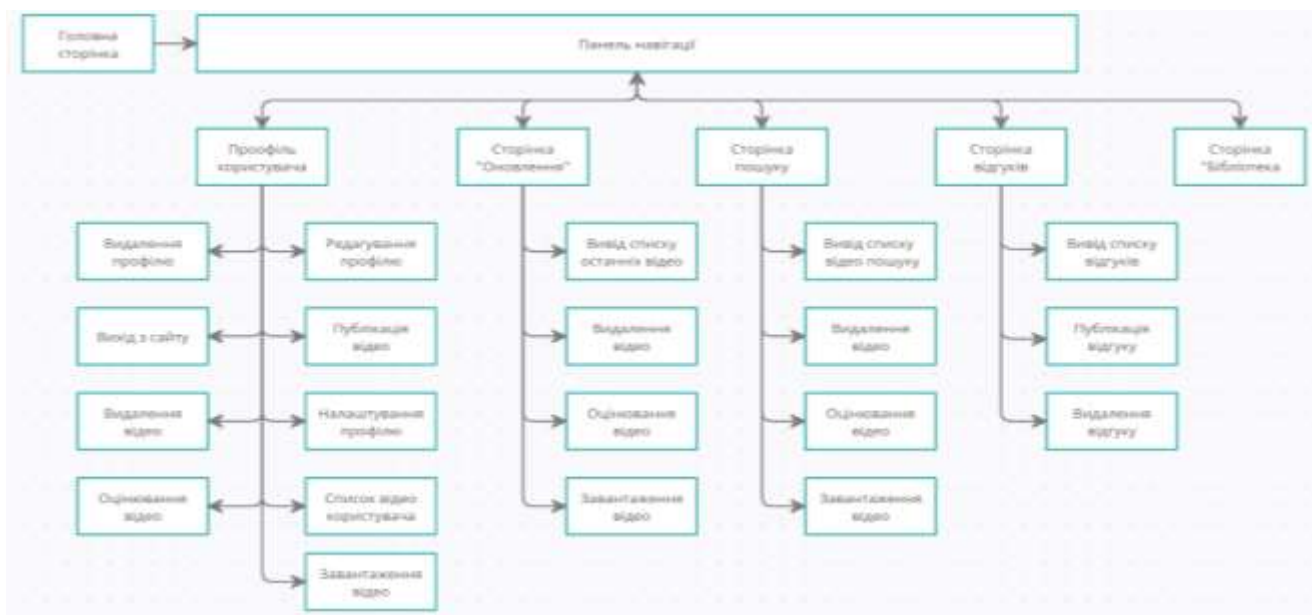 Головна
сторінка
Панель навігації
Проофіль
користувача
Сторінка
"Оновлення"
Сторінка
пошуку
Сторінка
відгуків
Сторінка
"Бібліотека
Видалення
профілю
Редагування
профілю
Вивід списку
останніх відео
Вивід списку
відео пошуку
Вивід списку
відгуків
Вихід з сайту
Публікація
відео
Видалення
відео
Видалення
відео
Публікація
відгуку
Видалення
відео
Налаштування
профілю
Оцінювання
відео
Оцінювання
відео
Видалення
відгуку
Оцінювання
відео
Список відео
користувача
Завантаження
відео
Завантаження
відео
Завантаження
відео